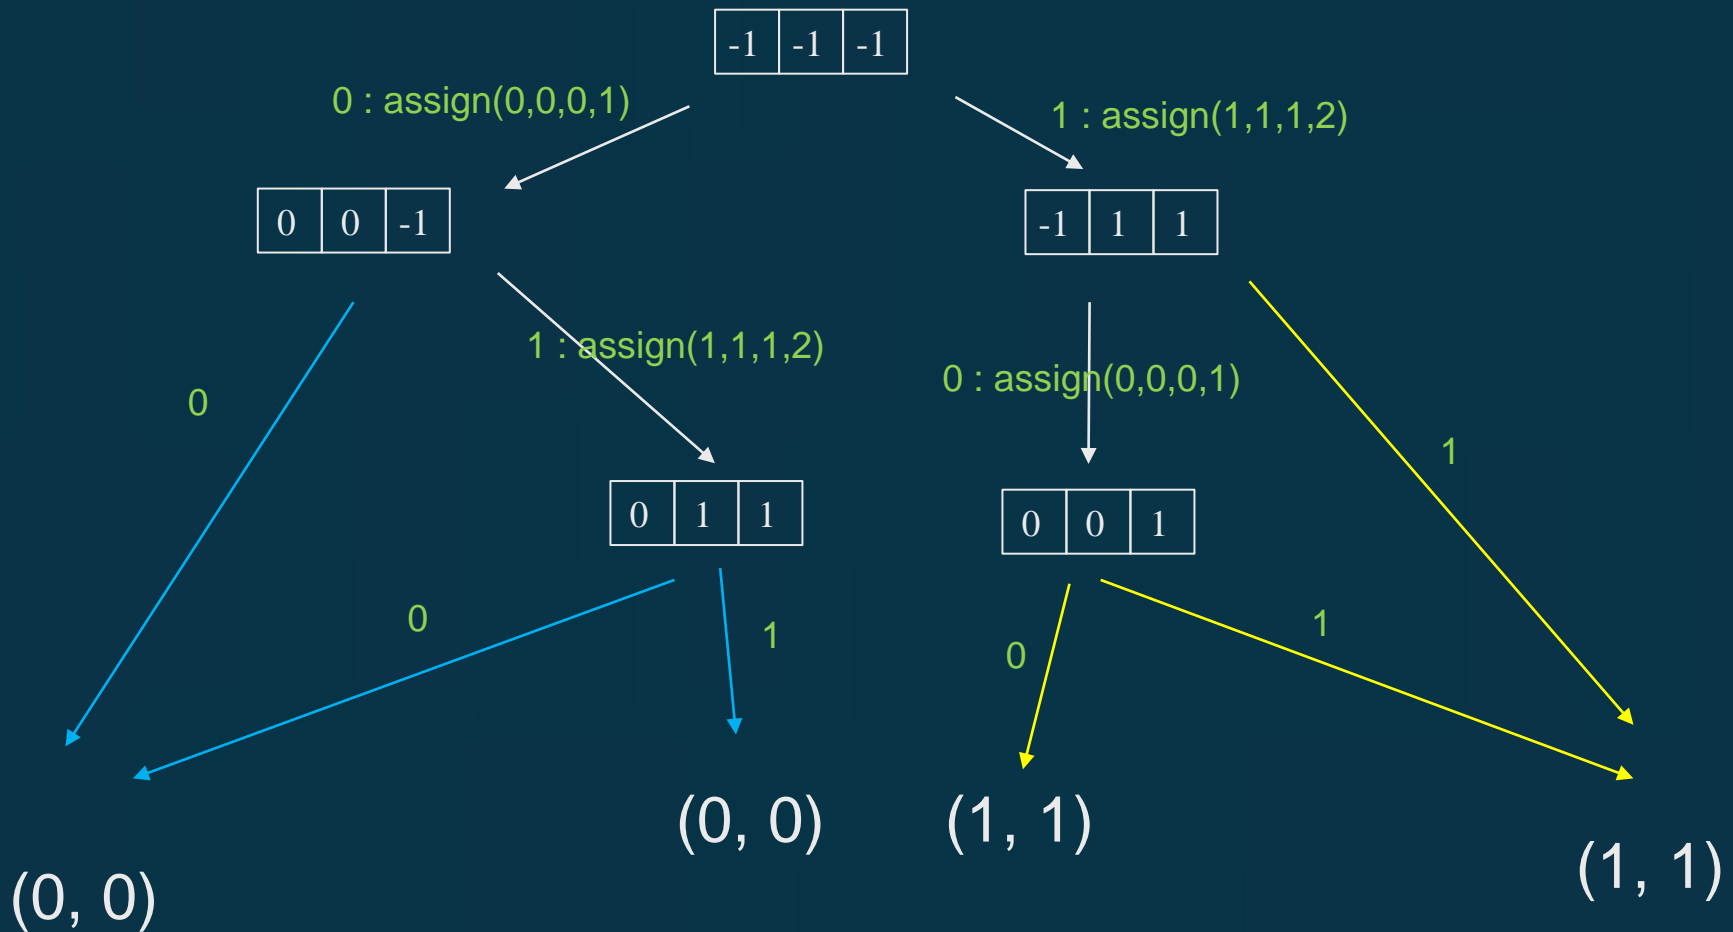 -1 -1 -1
0 : assign(0,0,0,1)
1 : assign(1,1,1,2)
0 0 -1
-1 1 1
1 : assign(1,1,1,2)
0 : assign(0,0,0,1)
0
1
0 1 1
0 0 1
0
1
0
1
(0, 0)
(1, 1)
(1, 1)
(0, 0)